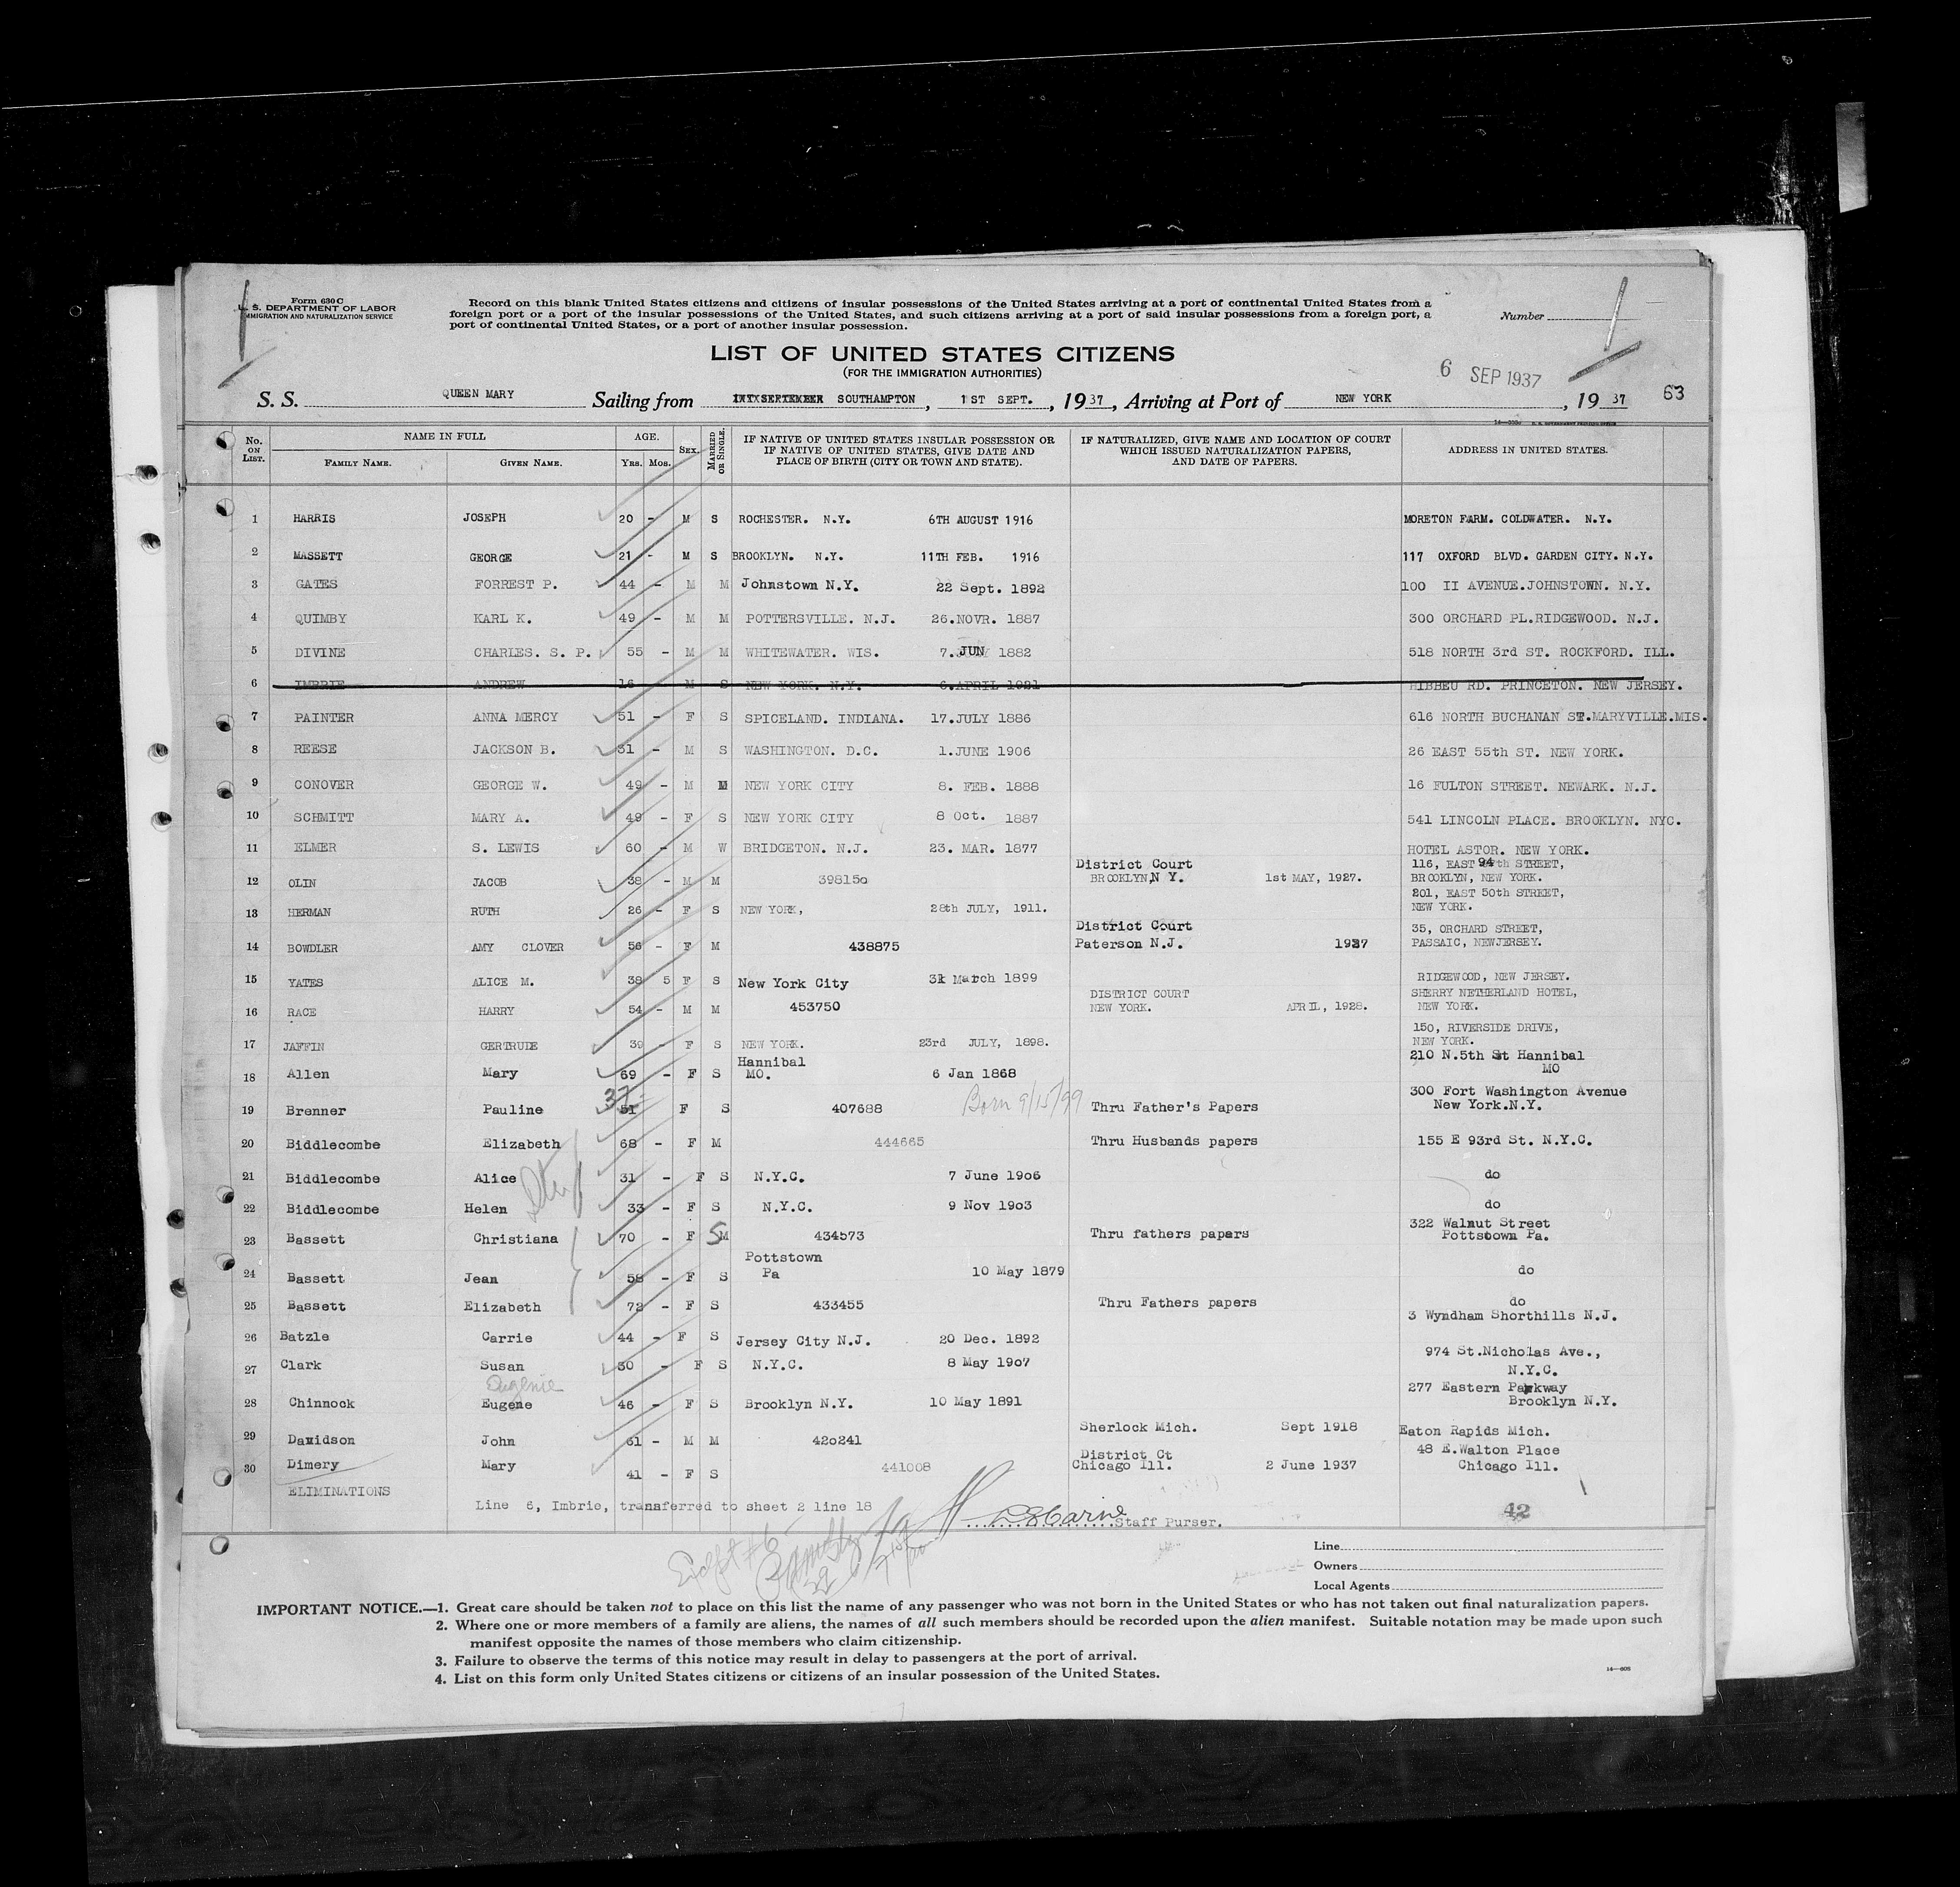 Form 630 C
U. S. DEPARTMENT OF LABOR
IMMIGRATION AND NATURALIZATION SERVICE
Record on this blank United States citizens and citizens of insular possessions of the United States arriving at a port of continental United States from a
foreign port or a port of the insular possessions of the United States, and such citizens arriving at a port of said insular possessions from a foreign port, a
port of continental United States, or a port of another insular possession.
Number
LIST OF UNITED STATES CITIZENS
(FOR THE IMMIGRATION AUTHORITIES)
6 SEP 1937
S. S. QUEEN MARY Sailing from SOUTHAMPTON, 1ST SEPT., 1937, Arriving at Port of NEW YORK, 1937 63
No. ON LIST. NAME IN FULL FAMILY NAME. GIVEN NAME. AGE. YRS. MOS. SEX. MARRIED OR SINGLE.
IF NATIVE OF UNITED STATES INSULAR POSSESSION OR IF NATIVE OF UNITED STATES, GIVE DATE AND PLACE OF BIRTH (CITY OR TOWN AND STATE).
IF NATURALIZED, GIVE NAME AND LOCATION OF COURT WHICH ISSUED NATURALIZATION PAPERS, AND DATE OF PAPERS.
ADDRESS IN UNITED STATES.
1 HARRIS JOSEPH 20 - M S ROCHESTER. N.Y. 6TH AUGUST 1916 MORETON FARM. COLDWATER. N.Y.
2 MASSETT GEORGE 21 - M S BROOKLYN. N.Y. 11TH FEB. 1916 117 OXFORD BLVD. GARDEN CITY. N.Y.
3 GATES FORREST P. 44 - M M Johnstown N.Y. 22 Sept. 1892 100 II AVENUE.JOHNSTOWN. N.Y.
4 QUIMBY KARL K. 49 - M M POTTERSVILLE. N.J. 26.NOVR. 1887 300 ORCHARD PL.RIDGEWOOD. N.J.
5 DIVINE CHARLES. S. P. 55 - M M WHITEWATER. WIS. 7.JUN 1882 518 NORTH 3rd ST. ROCKFORD. ILL.
6 IMBRIE ANDREW 16 - M S NEW YORK. N.Y. 6.APRIL 1921 HIBBEU RD. PRINCETON. NEW JERSEY.
7 PAINTER ANNA MERCY 51 - F S SPICELAND. INDIANA. 17.JULY 1886 616 NORTH BUCHANAN ST.MARYVILLE.MIS.
8 REESE JACKSON B. 31 - M S WASHINGTON. D.C. 1.JUNE 1906 26 EAST 55th ST. NEW YORK.
9 CONOVER GEORGE W. 49 - M M NEW YORK CITY 8. FEB. 1888 16 FULTON STREET. NEWARK. N.J.
10 SCHMITT MARY A. 49 - F S NEW YORK CITY 8 Oct. 1887 541 LINCOLN PLACE. BROOKLYN. NYC.
11 ELMER S. LEWIS 60 - M W BRIDGETON. N.J. 23. MAR. 1877 HOTEL ASTOR. NEW YORK.
District Court 116, EAST 94th STREET,
12 OLIN JACOB 38 - M M 398150 BROOKLYN, N Y. 1st MAY, 1927. BROOKLYN, NEW YORK.
201, EAST 50th STREET,
13 HERMAN RUTH 26 - F S NEW YORK, 28th JULY, 1911. NEW YORK.
District Court 35, ORCHARD STREET,
14 BOWDLER AMY CLOVER 56 - F M 438875 Paterson N.J. 1937 PASSAIC, NEWJERSEY.
15 YATES ALICE M. 38 5 F S New York City 31 March 1899 RIDGEWOOD, NEW JERSEY.
DISTRICT COURT SHERRY NETHERLAND HOTEL,
16 RACE HARRY 54 - M M 453750 NEW YORK. APRIL, 1928. NEW YORK.
150, RIVERSIDE DRIVE,
17 JAFFIN GERTRUDE 39 - F S NEW YORK. 23rd JULY, 1898. NEW YORK.
Hannibal 210 N.5th St Hannibal
18 Allen Mary 69 - F S MO. 6 Jan 1868 MO
37 300 Fort Washington Avenue
19 Brenner Pauline 51 F S 407688 Born 9/15/99 Thru Father's Papers New York.N.Y.
20 Biddlecombe Elizabeth 68 - F M 444665 Thru Husbands papers 155 E 93rd St. N.Y.C.
21 Biddlecombe Alice 31 - F S N.Y.C. 7 June 1906 do
22 Biddlecombe Helen 33 - F S N.Y.C. 9 Nov 1903 do
322 Walnut Street
23 Bassett Christiana 70 - F S M 434573 Thru fathers papers Pottstown Pa.
Pottstown
24 Bassett Jean 58 - F S Pa 10 May 1879 do
25 Bassett Elizabeth 72 - F S 433455 Thru Fathers papers do
3 Wyndham Shorthills N.J.
26 Batzle Carrie 44 - F S Jersey City N.J. 20 Dec. 1892
974 St.Nicholas Ave.,
27 Clark Susan 30 - F S N.Y.C. 8 May 1907 N.Y.C.
Eugenie 277 Eastern Parkway
28 Chinnock Eugene 46 - F S Brooklyn N.Y. 10 May 1891 Brooklyn N.Y.
29 Davidson John 61 - M M 420241 Sherlock Mich. Sept 1918 Eaton Rapids Mich.
District Ct 48 E.Walton Place
30 Dimery Mary 41 - F S 441008 Chicago Ill. 2 June 1937 Chicago Ill.
ELIMINATIONS
Line 6, Imbrie, transferred to sheet 2 line 18
Staff Purser.
42
Line
Owners
Local Agents
IMPORTANT NOTICE.—1. Great care should be taken not to place on this list the name of any passenger who was not born in the United States or who has not taken out final naturalization papers.
2. Where one or more members of a family are aliens, the names of all such members should be recorded upon the alien manifest. Suitable notation may be made upon such
manifest opposite the names of those members who claim citizenship.
3. Failure to observe the terms of this notice may result in delay to passengers at the port of arrival.
4. List on this form only United States citizens or citizens of an insular possession of the United States.